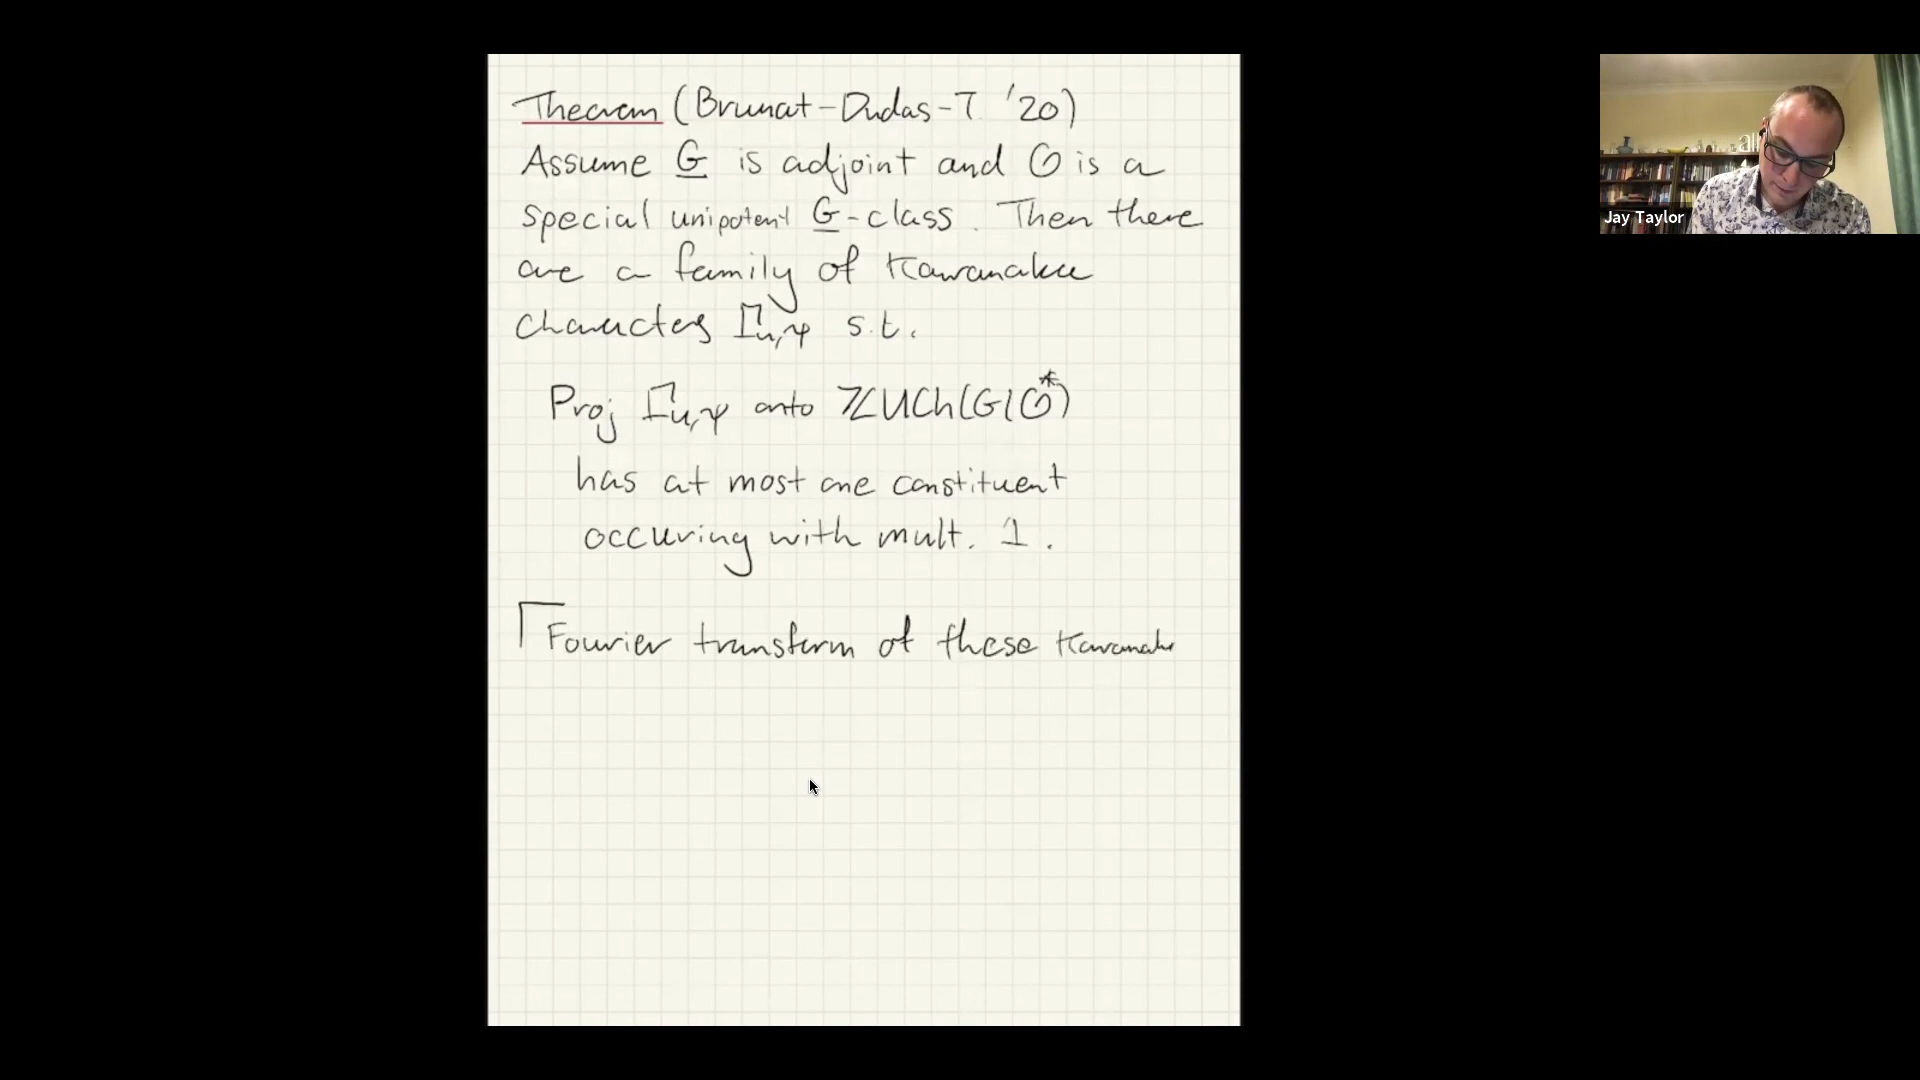 Theorem (Brunat-Dudas-T. '20)
Assume G is adjoint and O is a
special unipotent G-class. Then there
are a family of Kawanaka
characters Γu,ψ s.t.
Proj Γu,ψ onto ZUCh(G|O*)
has at most one constituent
occuring with mult. 1.
Fourier transform of these Kawanaka
Jay Taylor